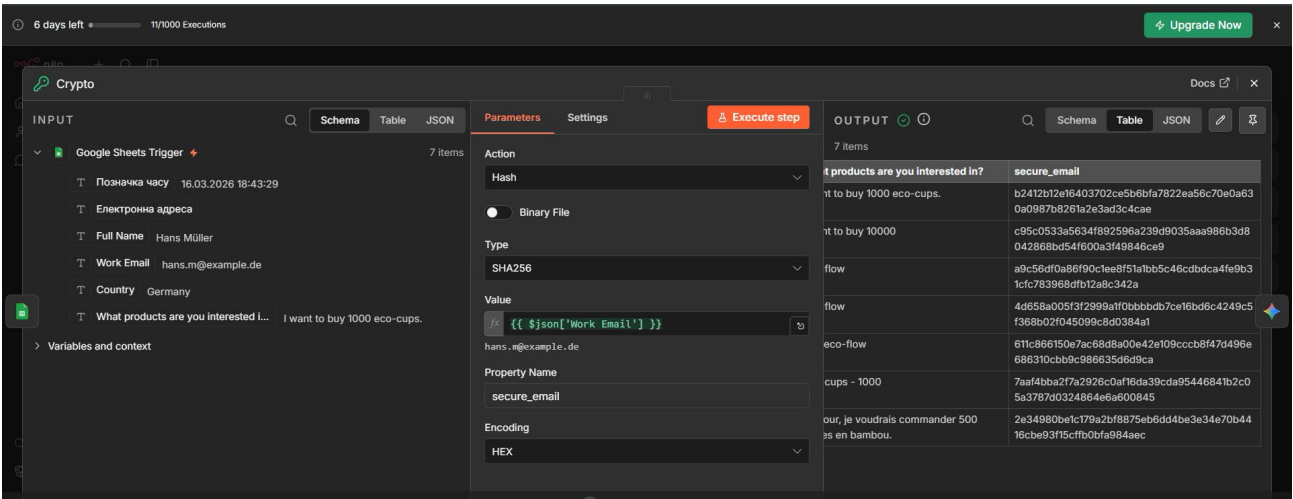 6 days left 11/1000 Executions Upgrade Now
n8n
Crypto Docs
INPUT Schema Table JSON
Google Sheets Trigger 7 items
T Позначка часу 16.03.2026 18:43:29
T Електронна адреса
T Full Name Hans Müller
T Work Email hans.m@example.de
T Country Germany
T What products are you interested i... I want to buy 1000 eco-cups.
Variables and context
Parameters Settings Execute step
Action
Hash
Binary File
Type
SHA256
Value
fx {{ $json['Work Email'] }}
hans.m@example.de
Property Name
secure_email
Encoding
HEX
OUTPUT Schema Table JSON
7 items
t products are you interested in? secure_email
nt to buy 1000 eco-cups. b2412b12e16403702ce5b6bfa7822ea56c70e0a63
0a0987b8261a2e3ad3c4cae
nt to buy 10000 c95c0533a5634f892596a239d9035aaa986b3d8
042868bd54f600a3f49846ce9
flow a9c56df0a86f90c1ee8f51a1bb5c46cdbdca4fe9b3
1cfc783968dfb12a8c342a
flow 4d658a005f3f2999a1f0bbbbdb7ce16bd6c4249c5
f368b02f045099c8d0384a1
eco-flow 611c866150e7ac68d8a00e42e109cccb8f47d496e
686310cbb9c986635d6d9ca
cups - 1000 7aaf4bba2f7a2926c0af16da39cda95446841b2c0
5a3787d0324864e6a600845
our, je voudrais commander 500 2e34980be1c179a2bf8875eb6dd4be3e34e70b44
es en bambou. 16cbe93f15cffb0bfa984aec